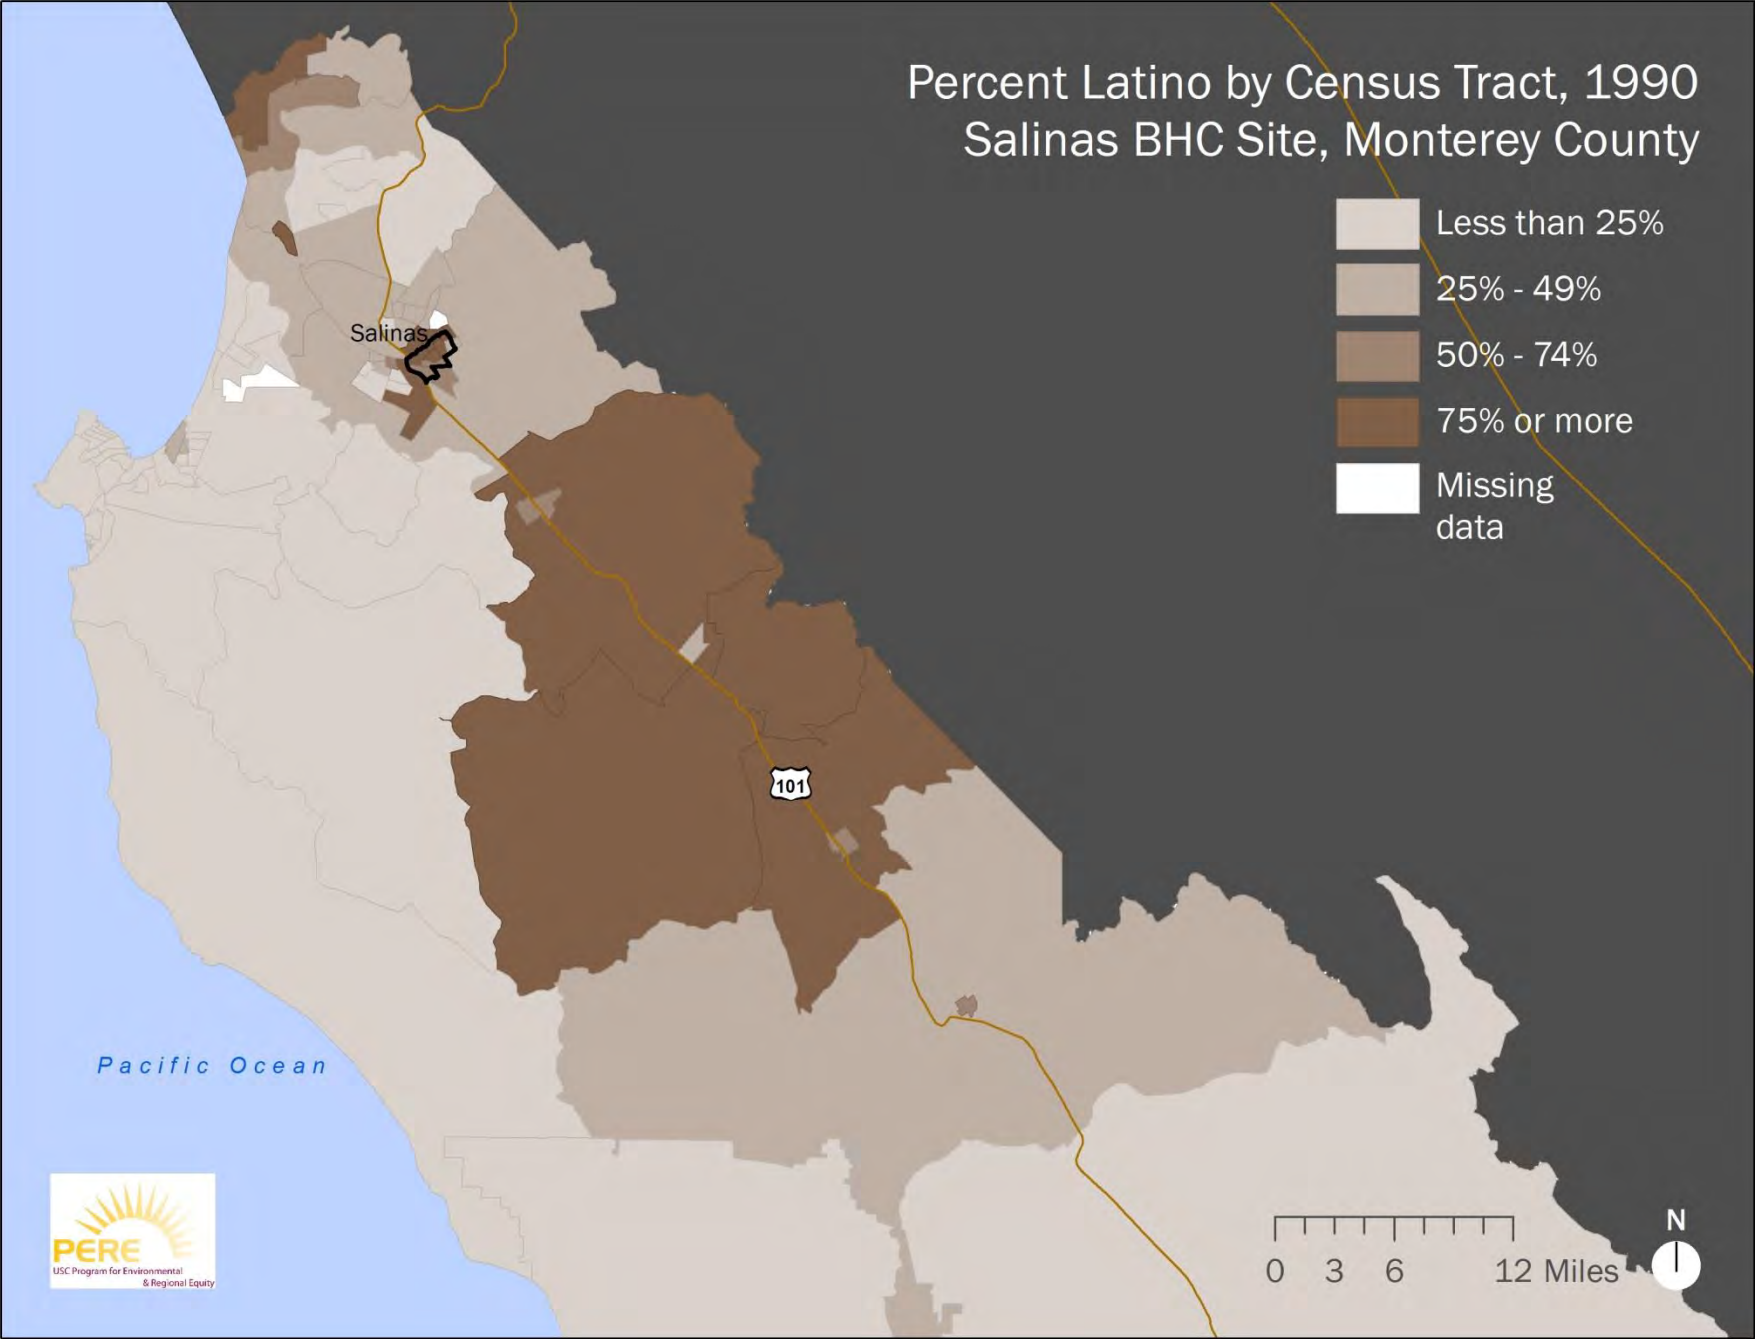 Percent Latino by Census Tract, 1990
Salinas BHC Site, Monterey County
Less than 25%
25% - 49%
50% - 74%
75% or more
Missing
data
Salinas
101
Pacific Ocean
PERE
USC Program for Environmental
& Regional Equity
N
0 3 6 12 Miles